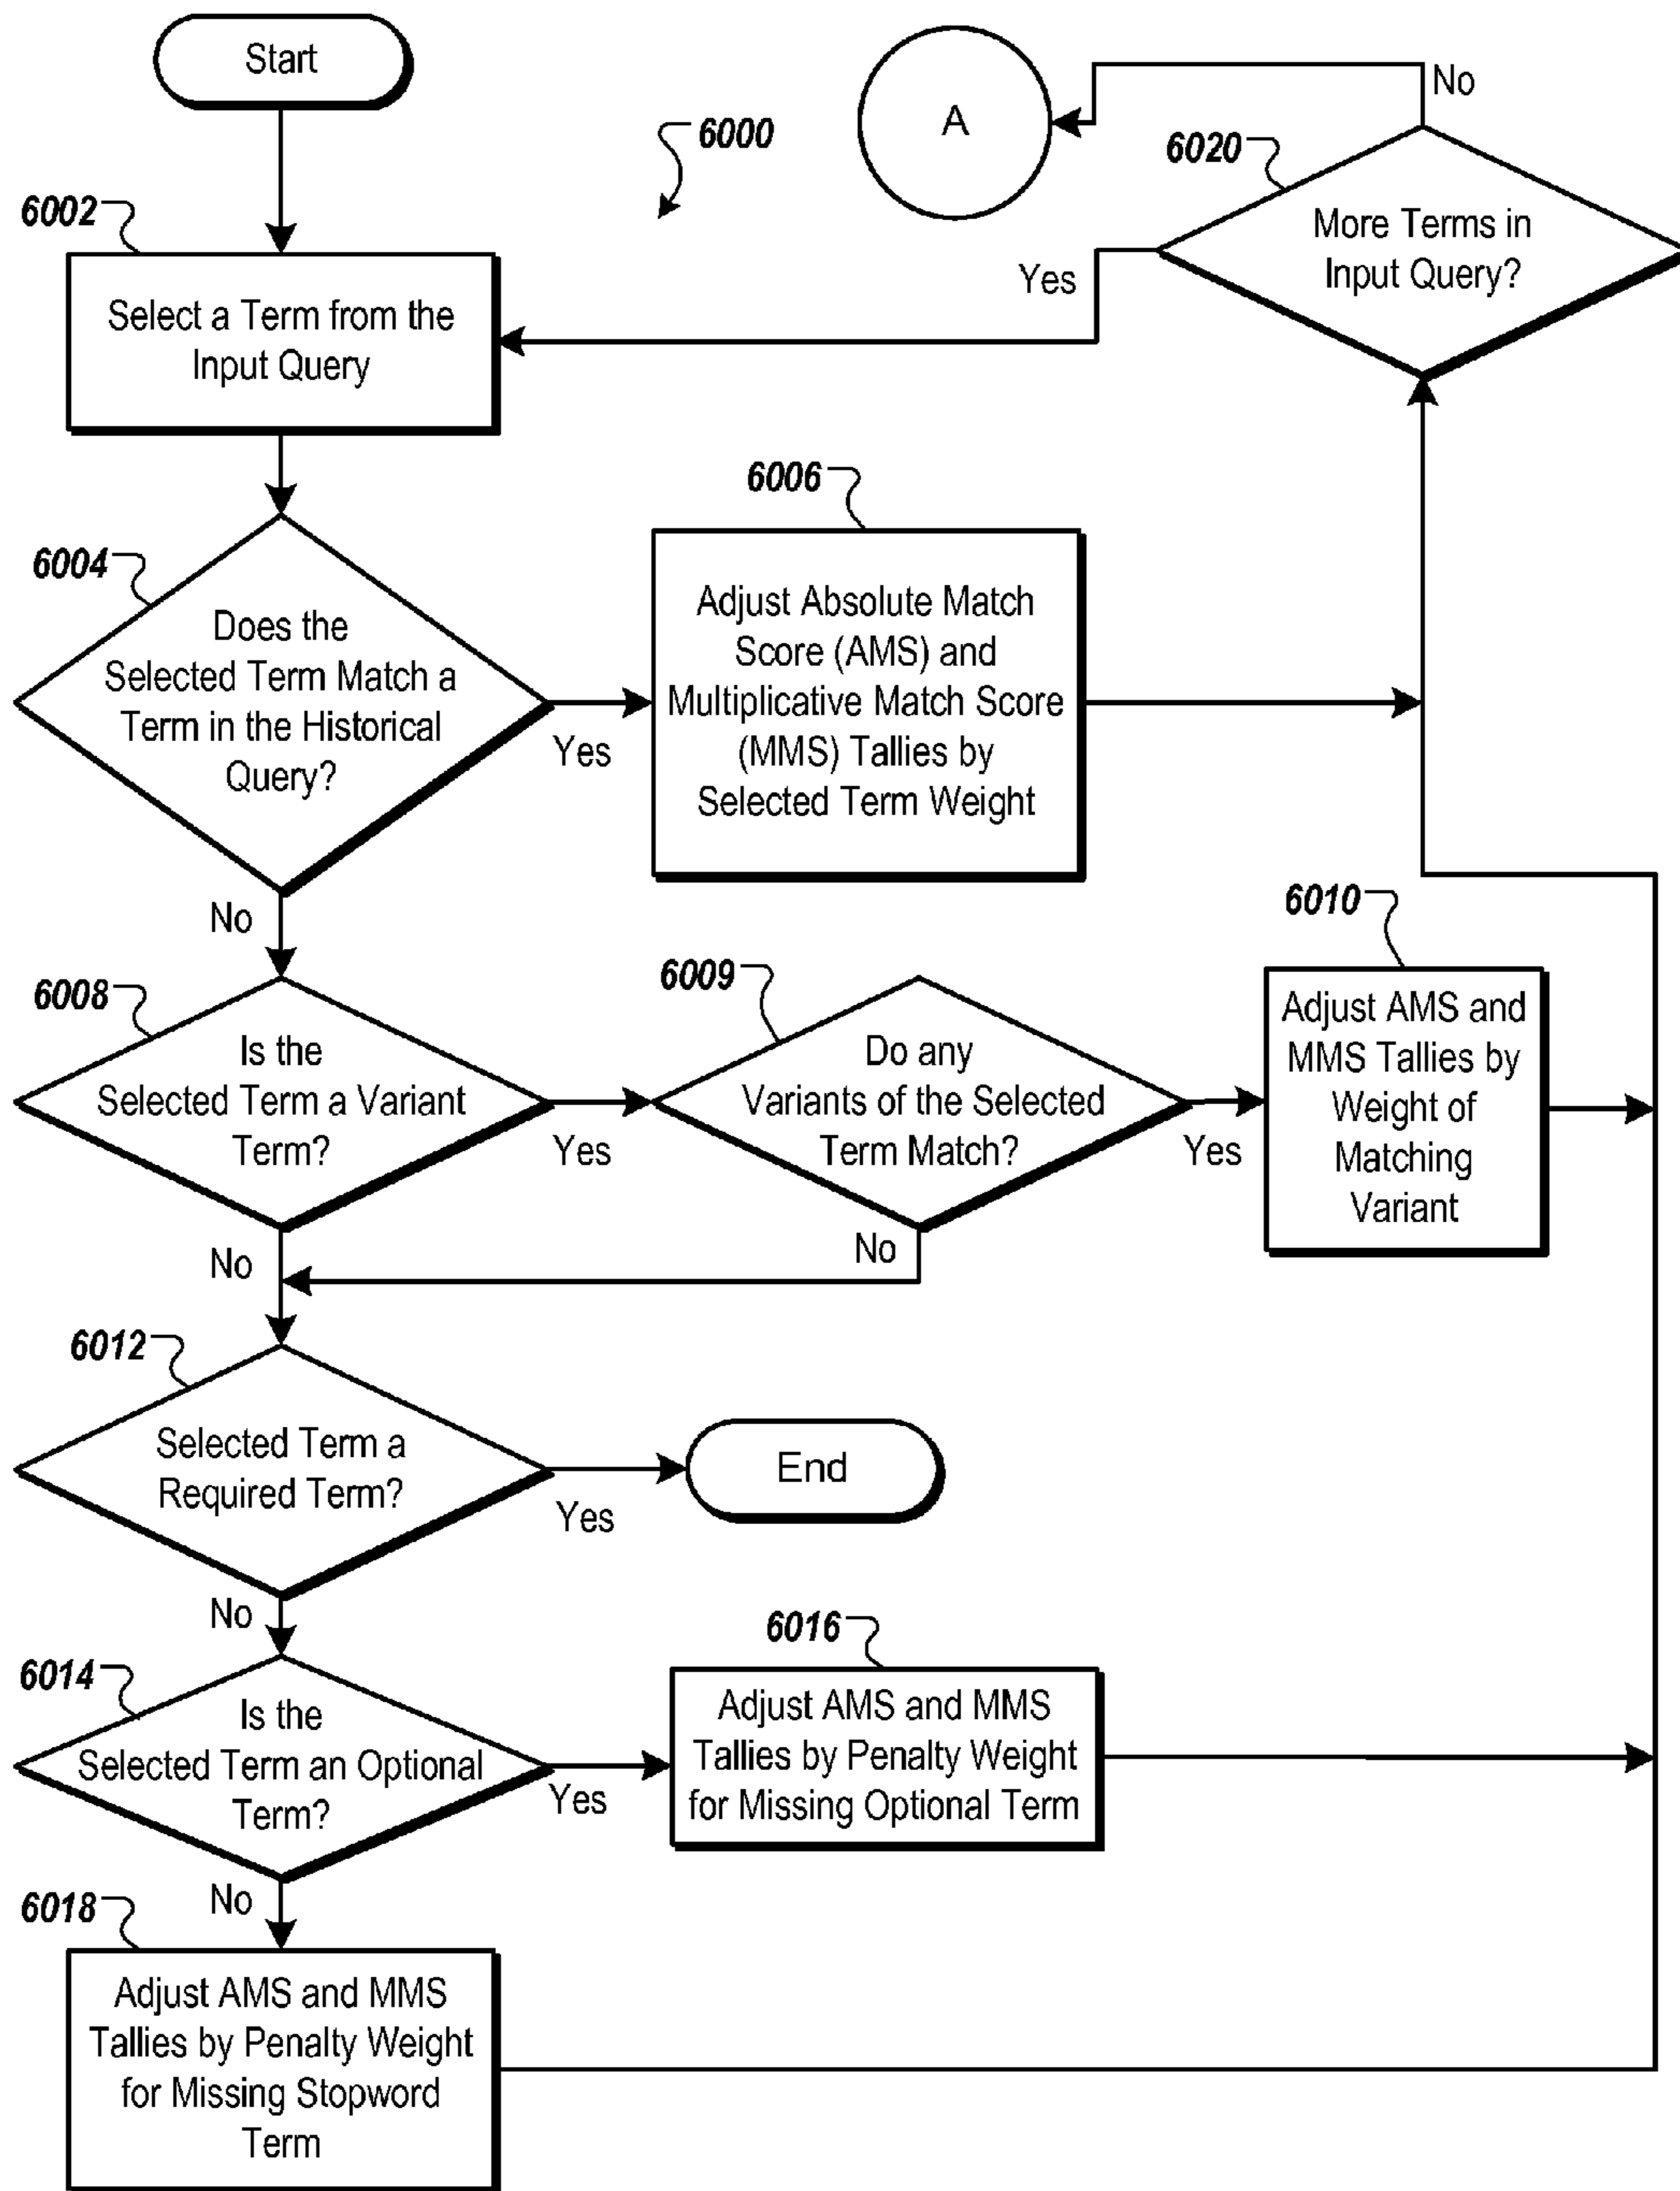 Start
A
No
6000
6020
6002
More Terms in
Input Query?
Yes
Select a Term from the
Input Query
6006
6004
Adjust Absolute Match
Score (AMS) and
Multiplicative Match Score
(MMS) Tallies by
Selected Term Weight
Does the
Selected Term Match a
Term in the Historical
Query?
Yes
No
6010
6009
6008
Adjust AMS and
MMS Tallies by
Weight of
Matching
Variant
Is the
Selected Term a Variant
Term?
Yes
Do any
Variants of the Selected
Term Match?
Yes
No
No
6012
Selected Term a
Required Term?
Yes
End
No
6016
6014
Is the
Selected Term an Optional
Term?
Yes
Adjust AMS and MMS
Tallies by Penalty Weight
for Missing Optional Term
No
6018
Adjust AMS and MMS
Tallies by Penalty Weight
for Missing Stopword
Term